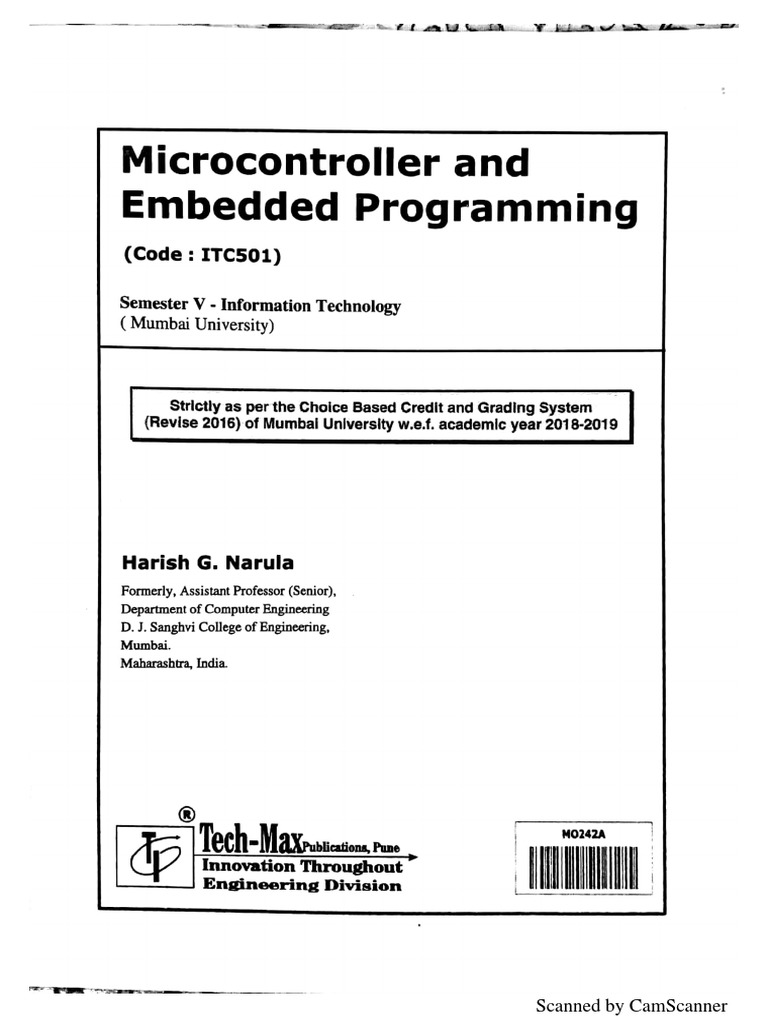 Microcontroller and
Embedded Programming
(Code : ITC501)
Semester V - Information Technology
( Mumbai University)
Strictly as per the Choice Based Credit and Grading System
(Revise 2016) of Mumbai University w.e.f. academic year 2018-2019
Harish G. Narula
Formerly, Assistant Professor (Senior),
Department of Computer Engineering
D. J. Sanghvi College of Engineering,
Mumbai.
Maharashtra, India.
®
Tech-Max Publications, Pune
Innovation Throughout
Engineering Division
MO242A
Scanned by CamScanner